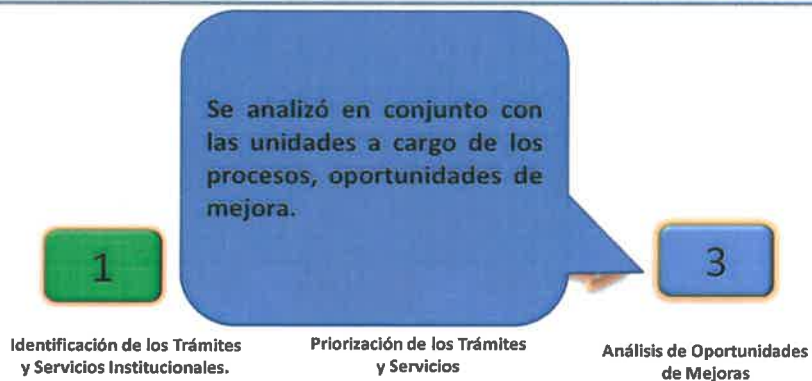 Se analizó en conjunto con
las unidades a cargo de los
procesos, oportunidades de
mejora.
1
3
Identificación de los Trámites
y Servicios Institucionales.
Priorización de los Trámites
y Servicios
Análisis de Oportunidades
de Mejoras